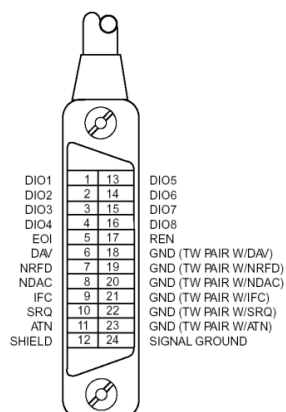 DIO1 1 13 DIO5
DIO2 2 14 DIO6
DIO3 3 15 DIO7
DIO4 4 16 DIO8
EOI 5 17 REN
DAV 6 18 GND (TW PAIR W/DAV)
NRFD 7 19 GND (TW PAIR W/NRFD)
NDAC 8 20 GND (TW PAIR W/NDAC)
IFC 9 21 GND (TW PAIR W/IFC)
SRQ 10 22 GND (TW PAIR W/SRQ)
ATN 11 23 GND (TW PAIR W/ATN)
SHIELD 12 24 SIGNAL GROUND